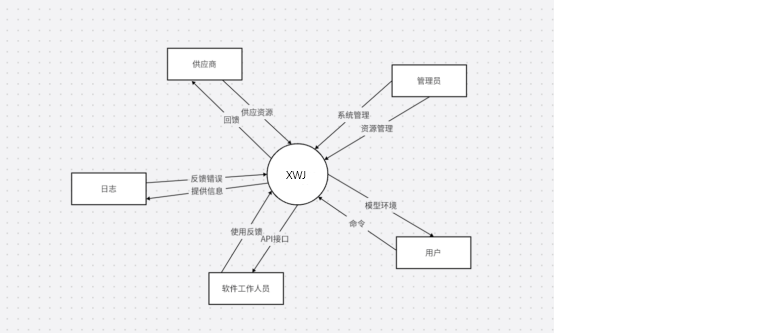 供应商
管理员
供应资源
回馈
系统管理
资源管理
XWJ
反馈错误
日志
提供信息
模型环境
命令
使用反馈
API接口
用户
软件工作人员